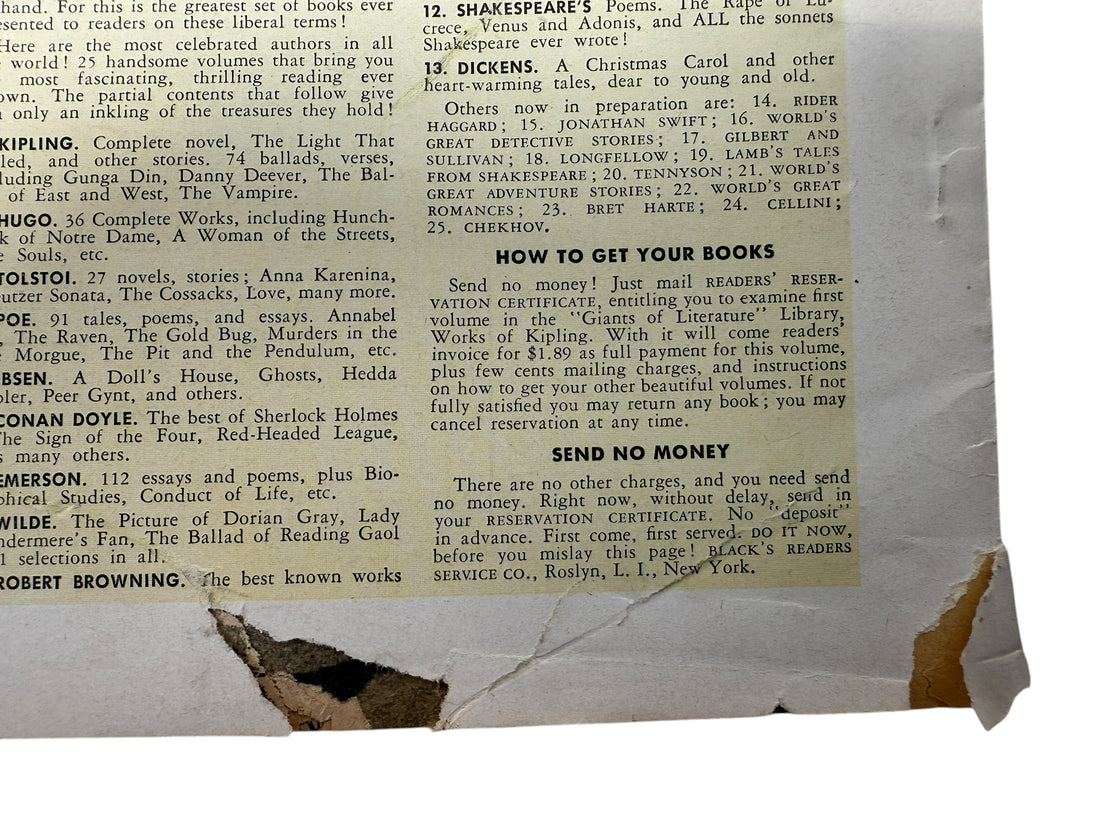 hand. For this is the greatest set of books ever
esented to readers on these liberal terms!
Here are the most celebrated authors in all
world! 25 handsome volumes that bring you
most fascinating, thrilling reading ever
own. The partial contents that follow give
only an inkling of the treasures they hold!
KIPLING. Complete novel, The Light That
led, and other stories. 74 ballads, verses,
luding Gunga Din, Danny Deever, The Bal-
of East and West, The Vampire.
HUGO. 36 Complete Works, including Hunch-
k of Notre Dame, A Woman of the Streets,
e Souls, etc.
TOLSTOI. 27 novels, stories; Anna Karenina,
utzer Sonata, The Cossacks, Love, many more.
POE. 91 tales, poems, and essays. Annabel
, The Raven, The Gold Bug, Murders in the
e Morgue, The Pit and the Pendulum, etc.
BSEN. A Doll's House, Ghosts, Hedda
bler, Peer Gynt, and others.
CONAN DOYLE. The best of Sherlock Holmes
The Sign of the Four, Red-Headed League,
s many others.
EMERSON. 112 essays and poems, plus Bio-
phical Studies, Conduct of Life, etc.
WILDE. The Picture of Dorian Gray, Lady
ndermere's Fan, The Ballad of Reading Gaol
1 selections in all.
ROBERT BROWNING. The best known works
12. SHAKESPEARE'S Poems. The Rape of Lu-
crece, Venus and Adonis, and ALL the sonnets
Shakespeare ever wrote!
13. DICKENS. A Christmas Carol and other
heart-warming tales, dear to young and old.
Others now in preparation are: 14. RIDER
HAGGARD; 15. JONATHAN SWIFT; 16. WORLD'S
GREAT DETECTIVE STORIES; 17. GILBERT AND
SULLIVAN; 18. LONGFELLOW; 19. LAMB'S TALES
FROM SHAKESPEARE; 20. TENNYSON; 21. WORLD'S
GREAT ADVENTURE STORIES; 22. WORLD'S GREAT
ROMANCES; 23. BRET HARTE; 24. CELLINI;
25. CHEKHOV.
HOW TO GET YOUR BOOKS
Send no money! Just mail READERS' RESER-
VATION CERTIFICATE, entitling you to examine first
volume in the "Giants of Literature" Library,
Works of Kipling. With it will come readers'
invoice for $1.89 as full payment for this volume,
plus few cents mailing charges, and instructions
on how to get your other beautiful volumes. If not
fully satisfied you may return any book; you may
cancel reservation at any time.
SEND NO MONEY
There are no other charges, and you need send
no money. Right now, without delay, send in
your RESERVATION CERTIFICATE. No "deposit"
in advance. First come, first served. DO IT NOW,
before you mislay this page! BLACK'S READERS
SERVICE CO., Roslyn, L. I., New York.